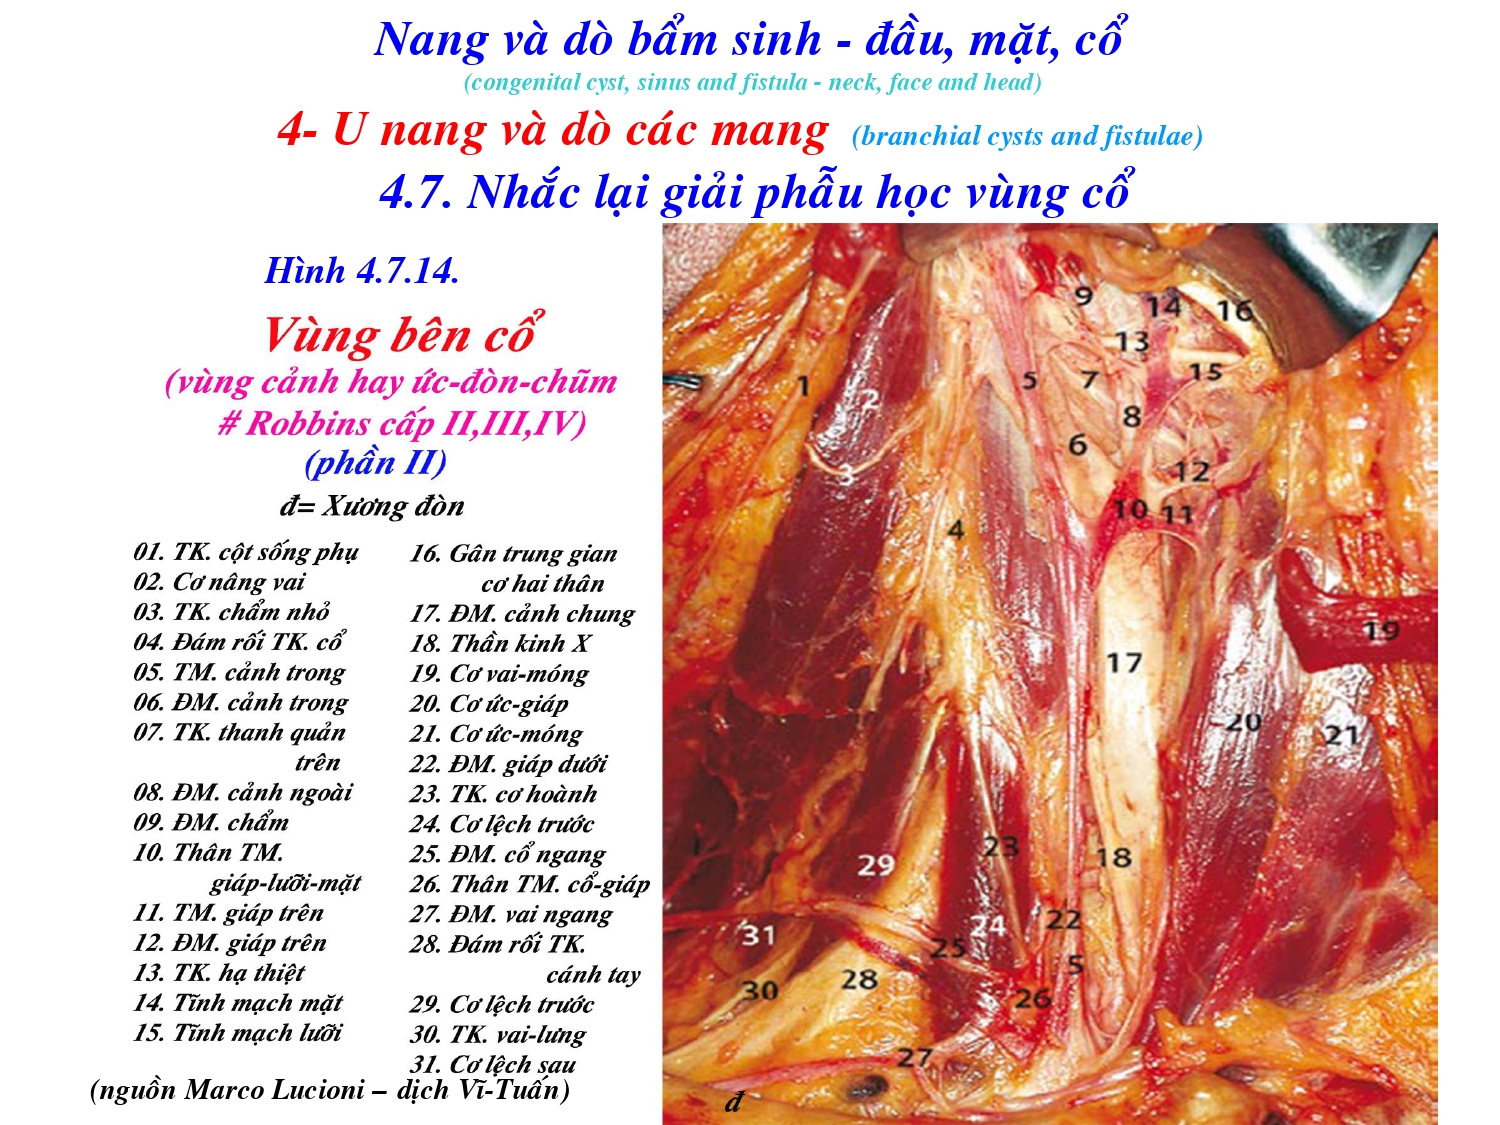 Nang và dò bẩm sinh - đầu, mặt, cổ
(congenital cyst, sinus and fistula - neck, face and head)
4- U nang và dò các mang (branchial cysts and fistulae)
4.7. Nhắc lại giải phẫu học vùng cổ
Hình 4.7.14.
Vùng bên cổ
(vùng cảnh hay ức-đòn-chũm
# Robbins cấp II,III,IV)
(phần II)
đ= Xương đòn
01. TK. cột sống phụ
02. Cơ nâng vai
03. TK. chẩm nhỏ
04. Đám rối TK. cổ
05. TM. cảnh trong
06. ĐM. cảnh trong
07. TK. thanh quản
trên
08. ĐM. cảnh ngoài
09. ĐM. chẩm
10. Thân TM.
giáp-lưỡi-mặt
11. TM. giáp trên
12. ĐM. giáp trên
13. TK. hạ thiệt
14. Tĩnh mạch mặt
15. Tĩnh mạch lưỡi
16. Gân trung gian
cơ hai thân
17. ĐM. cảnh chung
18. Thần kinh X
19. Cơ vai-móng
20. Cơ ức-giáp
21. Cơ ức-móng
22. ĐM. giáp dưới
23. TK. cơ hoành
24. Cơ lệch trước
25. ĐM. cổ ngang
26. Thân TM. cổ-giáp
27. ĐM. vai ngang
28. Đám rối TK.
cánh tay
29. Cơ lệch trước
30. TK. vai-lưng
31. Cơ lệch sau
(nguồn Marco Lucioni – dịch Vĩ-Tuấn)
9 14 16
13
1 5 7 15
2
8
6
3 12
10 11
4
19
17
20 21
23 18
29
22
24
31 25
5
28
30 26
27
đ